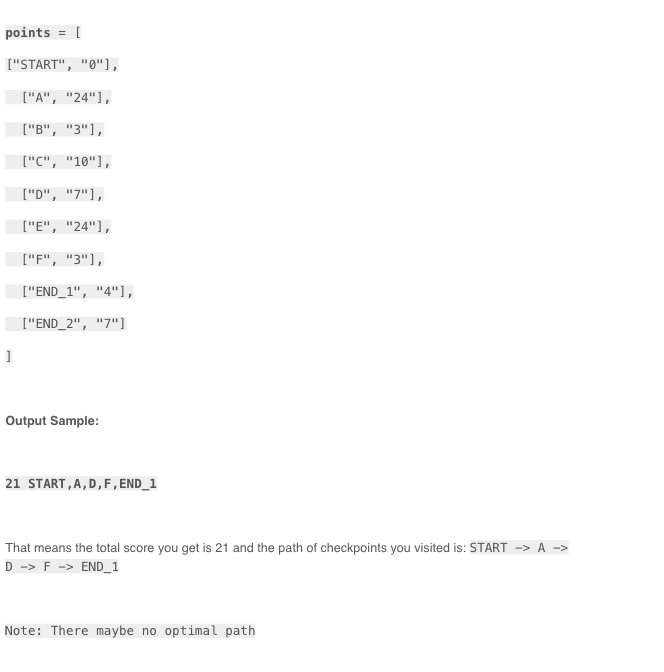 points = [
["START", "0"],
["A", "24"],
["B", "3"],
["C", "10"],
["D", "7"],
["E", "24"],
["F", "3"],
["END_1", "4"],
["END_2", "7"]
]
Output Sample:
21 START,A,D,F,END_1
That means the total score you get is 21 and the path of checkpoints you visited is: START -> A ->
D -> F -> END_1
Note: There maybe no optimal path